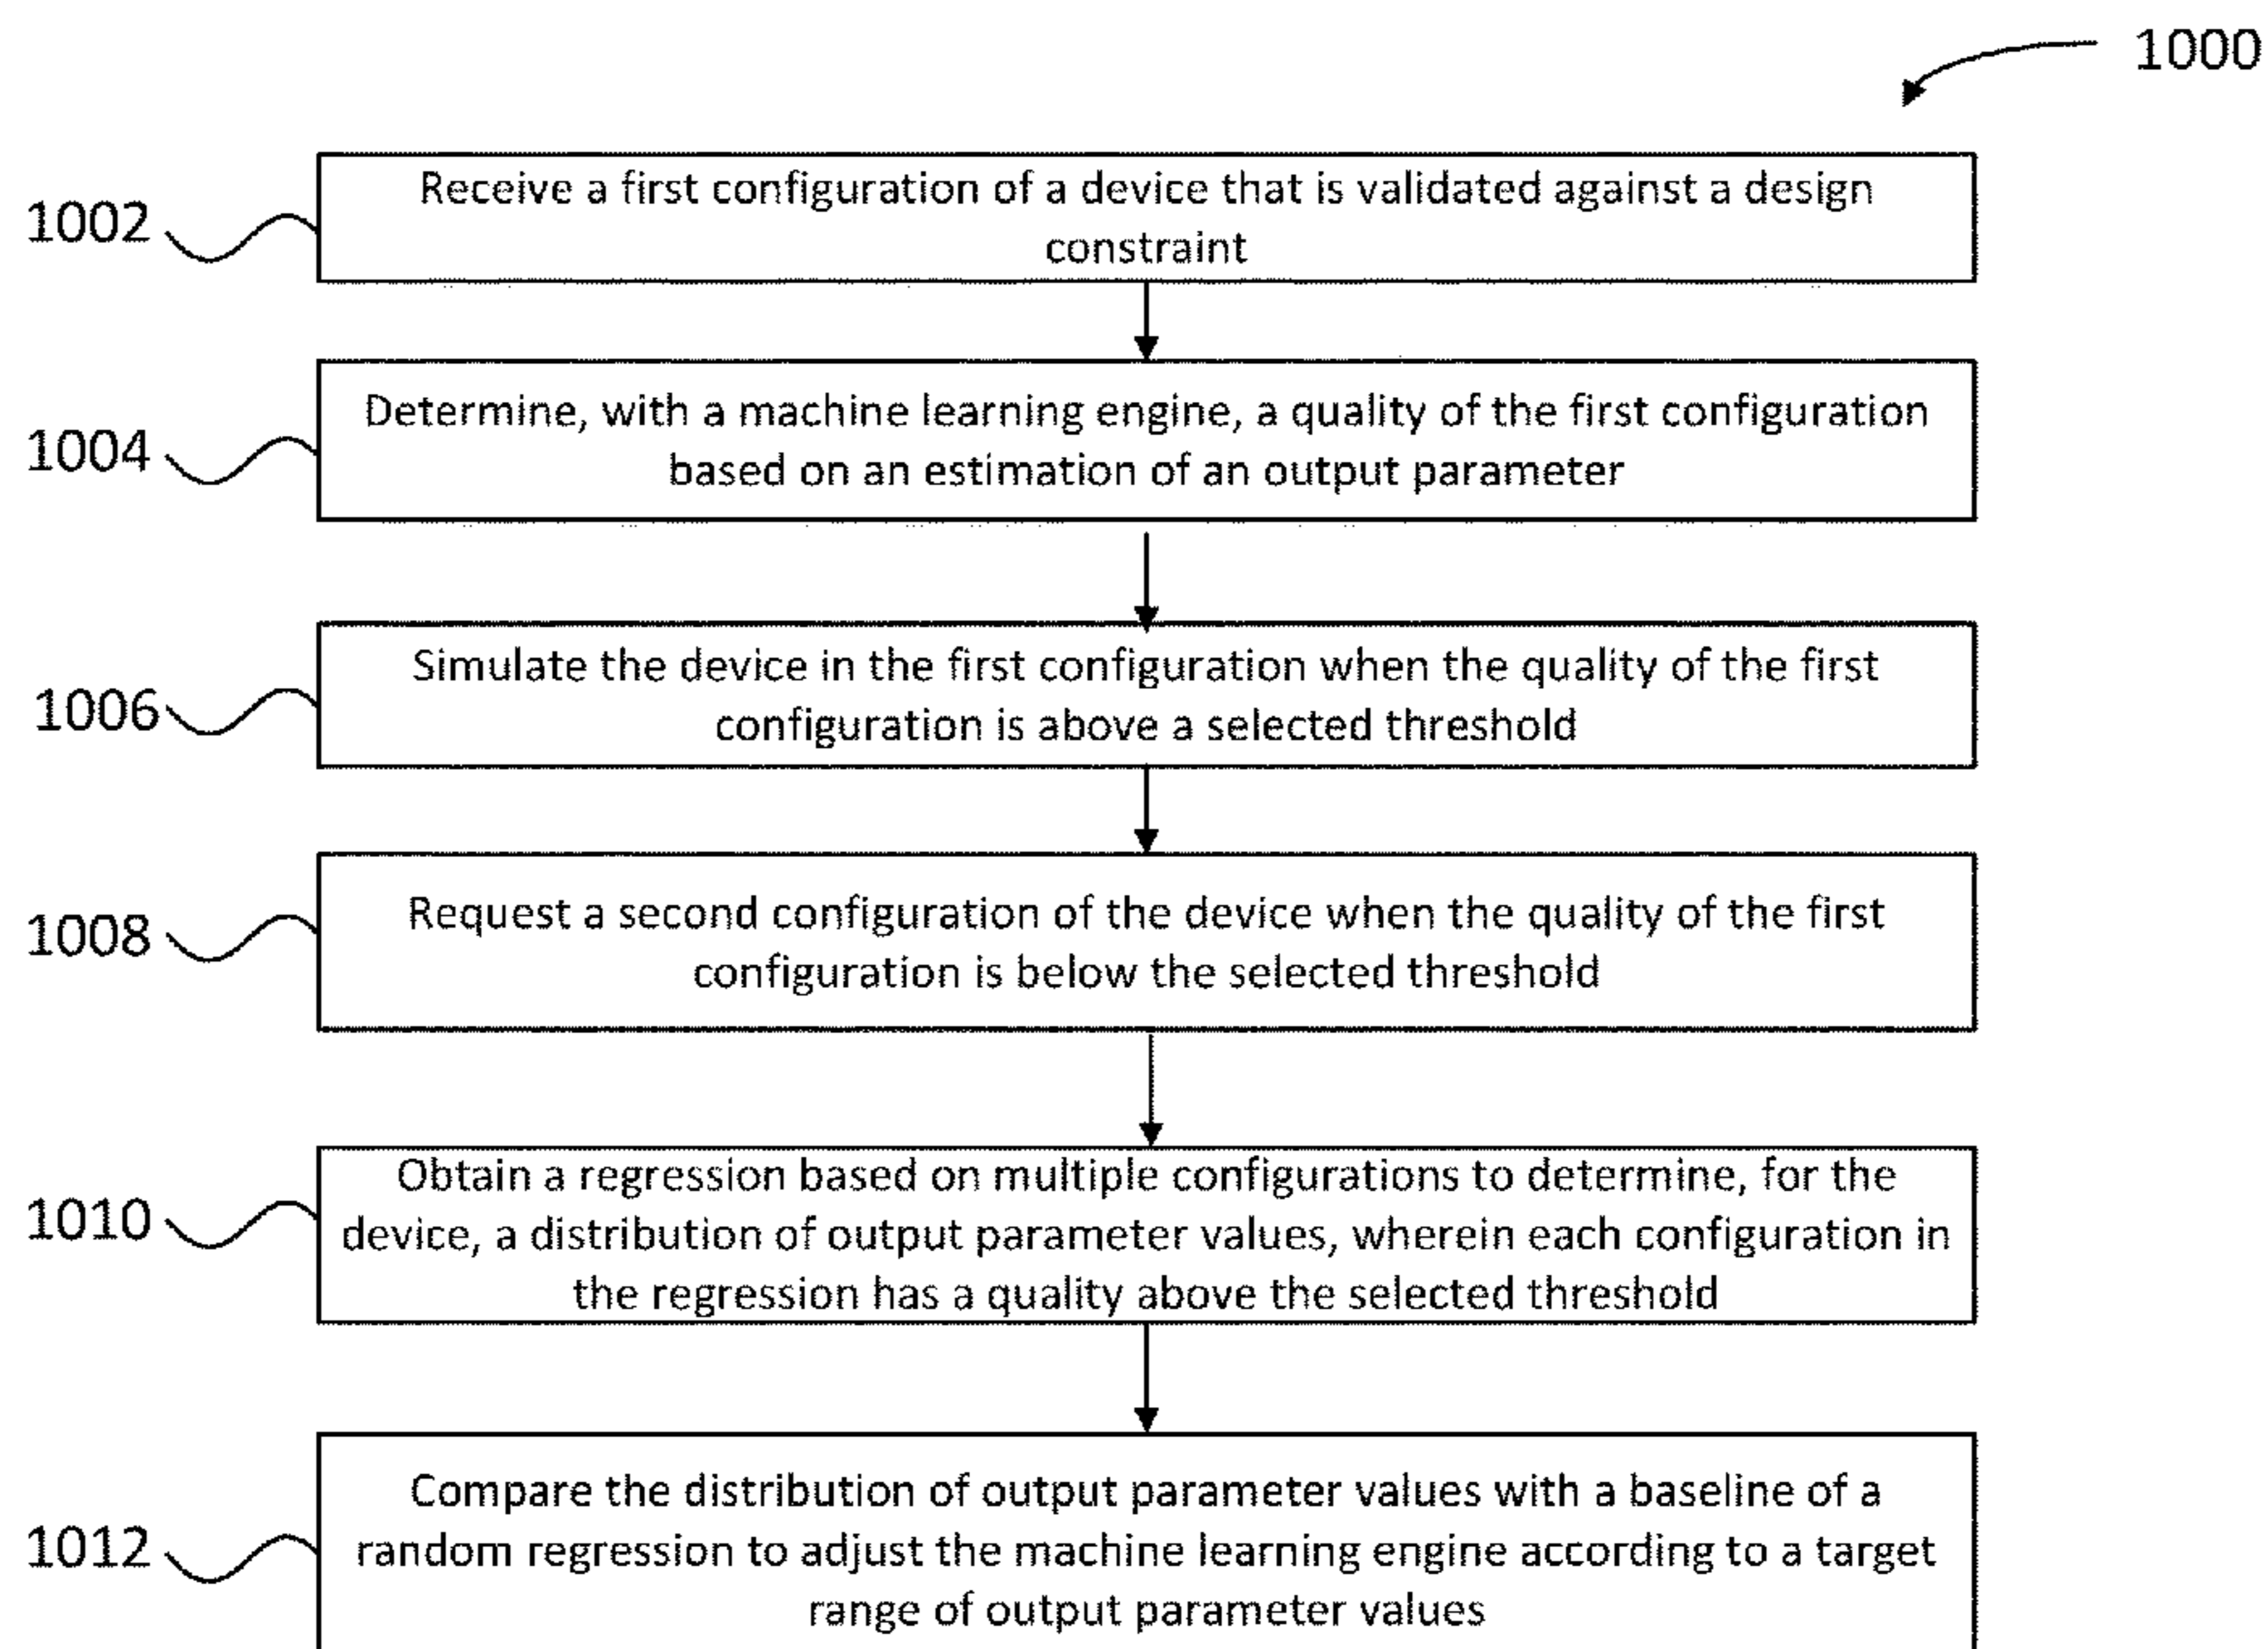 1000
1002
Receive a first configuration of a device that is validated against a design
constraint
1004
Determine, with a machine learning engine, a quality of the first configuration
based on an estimation of an output parameter
1006
Simulate the device in the first configuration when the quality of the first
configuration is above a selected threshold
1008
Request a second configuration of the device when the quality of the first
configuration is below the selected threshold
1010
Obtain a regression based on multiple configurations to determine, for the
device, a distribution of output parameter values, wherein each configuration in
the regression has a quality above the selected threshold
1012
Compare the distribution of output parameter values with a baseline of a
random regression to adjust the machine learning engine according to a target
range of output parameter values